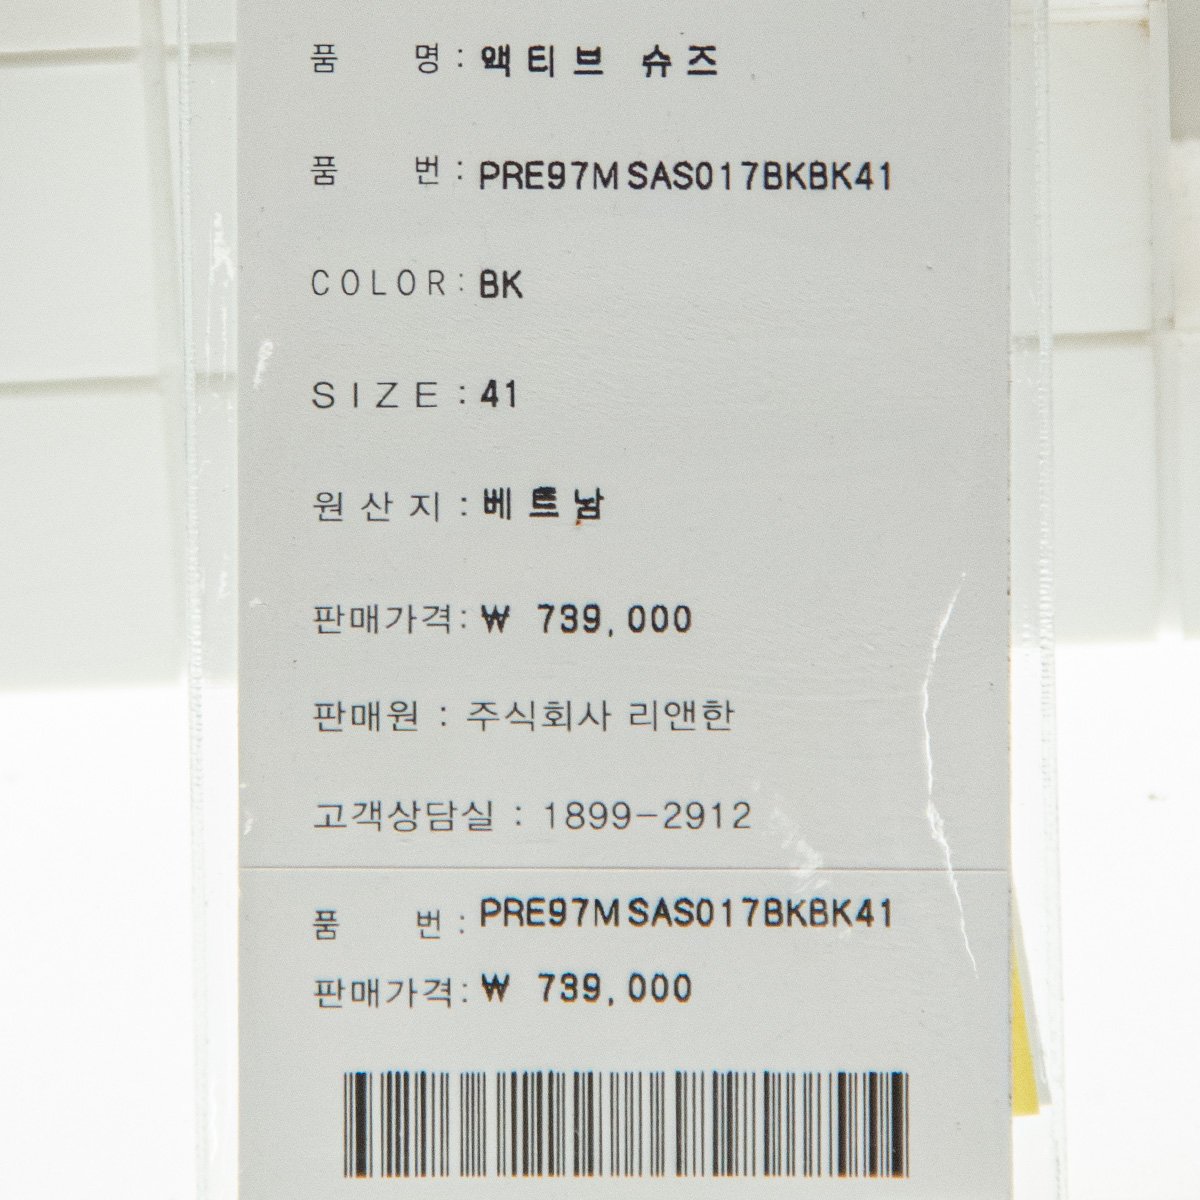 품 명 : 액티브 슈즈
품 번 : PRE97MSAS017BKBK41
COLOR : BK
SIZE : 41
원산지 : 베트남
판매가격 : ₩ 739,000
판매원 : 주식회사 리앤한
고객상담실 : 1899-2912
품 번 : PRE97MSAS017BKBK41
판매가격 : ₩ 739,000